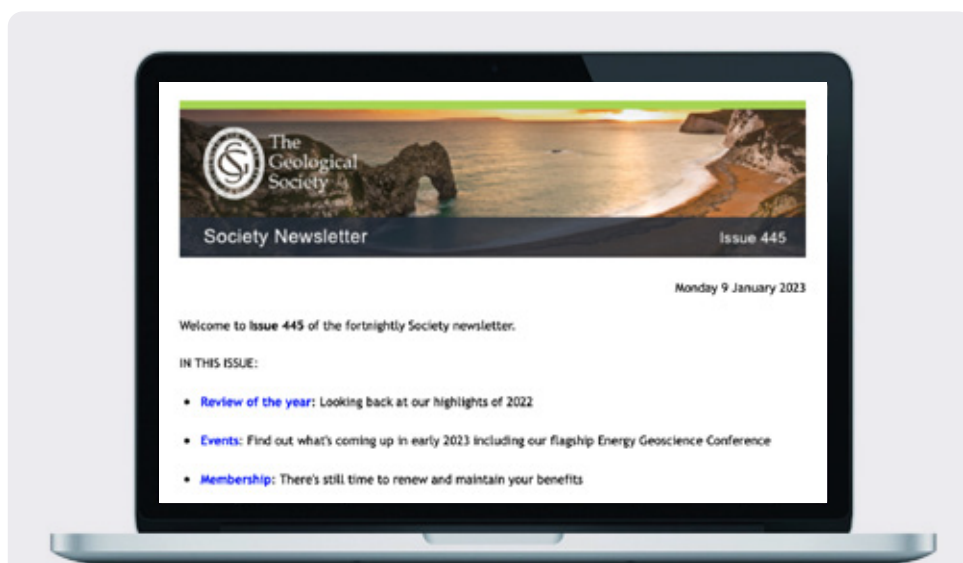 The
Geological
Society
Society Newsletter
Issue 445
Monday 9 January 2023
Welcome to Issue 445 of the fortnightly Society newsletter.
IN THIS ISSUE:
• Review of the year: Looking back at our highlights of 2022
• Events: Find out what's coming up in early 2023 including our flagship Energy Geoscience Conference
• Membership: There's still time to renew and maintain your benefits